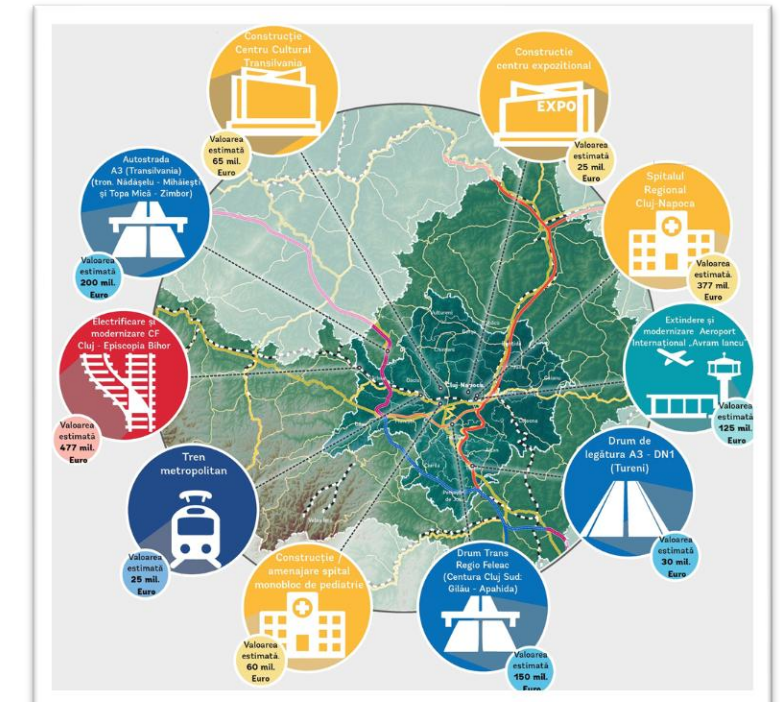 Construcție
Centru Cultural
Transilvania
Valoarea
estimată
65 mil.
Euro
Constructie
centru expozitional
EXPO
Valoarea
estimată
25 mil.
Euro
Autostrada
A3 (Transilvania)
(tron. Nădășelu - Mihăiești
și Topa Mică - Zimbor)
Valoarea
estimată
200 mil.
Euro
Spitalul
Regional
Cluj-Napoca
Valoarea
estimată.
377 mil.
Euro
Electrificare și
modernizare CF
Cluj - Episcopia Bihor
Valoarea
estimată
477 mil.
Euro
Extindere și
modernizare Aeroport
Internațional „Avram Iancu”
Valoarea
estimată
125 mil.
Euro
Cluj-Napoca
Tren
metropolitan
Valoarea
estimată
25 mil.
Euro
Drum de
legătura A3 - DN1
(Tureni)
Valoarea
estimată
30 mil.
Euro
Construcție /
amenajare spital
monobloc de pediatrie
Valoarea
estimată.
60 mil.
Euro
Drum Trans
Regio Feleac
(Centura Cluj Sud:
Gilău - Apahida)
Valoarea
estimată
150 mil.
Euro